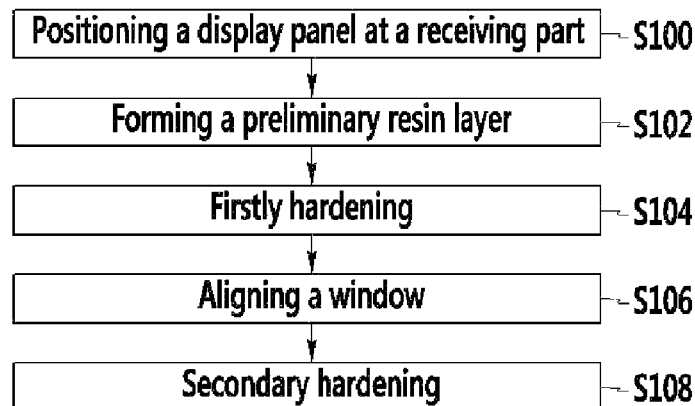 Positioning a display panel at a receiving part S100
Forming a preliminary resin layer S102
Firstly hardening S104
Aligning a window S106
Secondary hardening S108